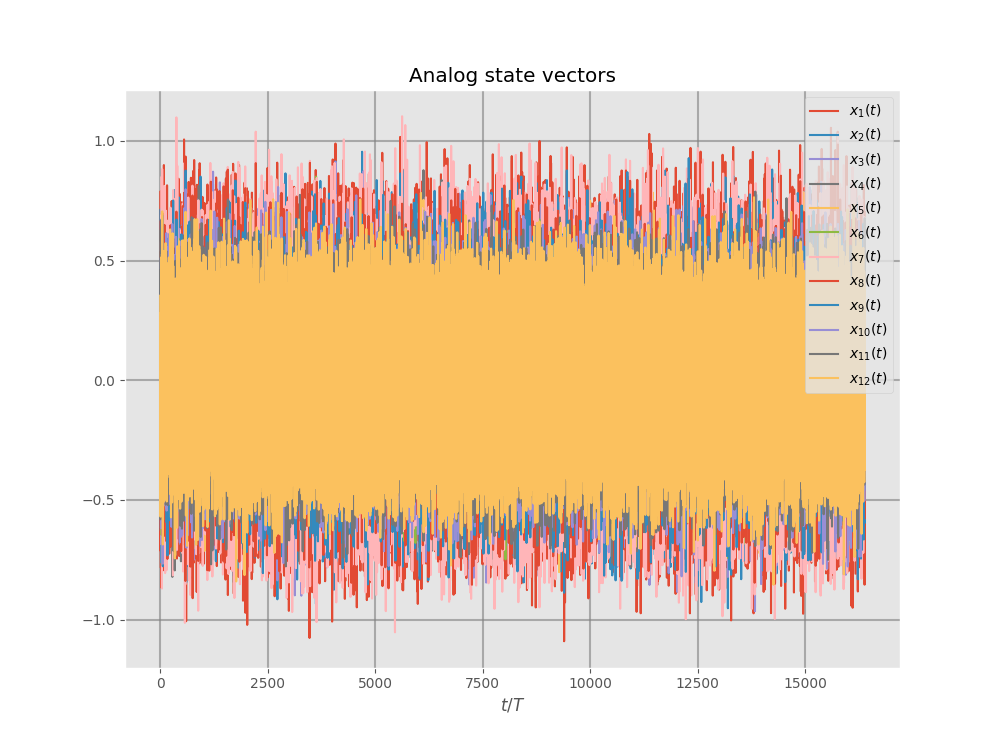 Analog state vectors
1.0
0.5
0.0
−0.5
−1.0
0 2500 5000 7500 10000 12500 15000
t/T
x₁(t)
x₂(t)
x₃(t)
x₄(t)
x₅(t)
x₆(t)
x₇(t)
x₈(t)
x₉(t)
x₁₀(t)
x₁₁(t)
x₁₂(t)